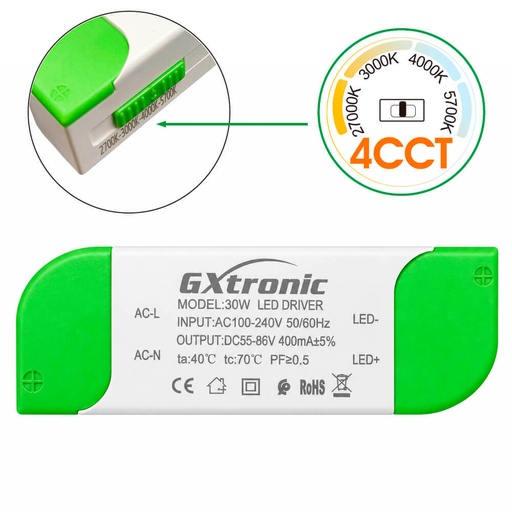 2700K-3000K-4000K-5700K
27000K 3000K 4000K 5700K
4CCT
GXtronic
MODEL:30W LED DRIVER
AC-L INPUT:AC100-240V 50/60Hz LED-
OUTPUT:DC55-86V 400mA±5%
AC-N ta:40℃ tc:70℃ PF≥0.5 LED+
CE RoHS